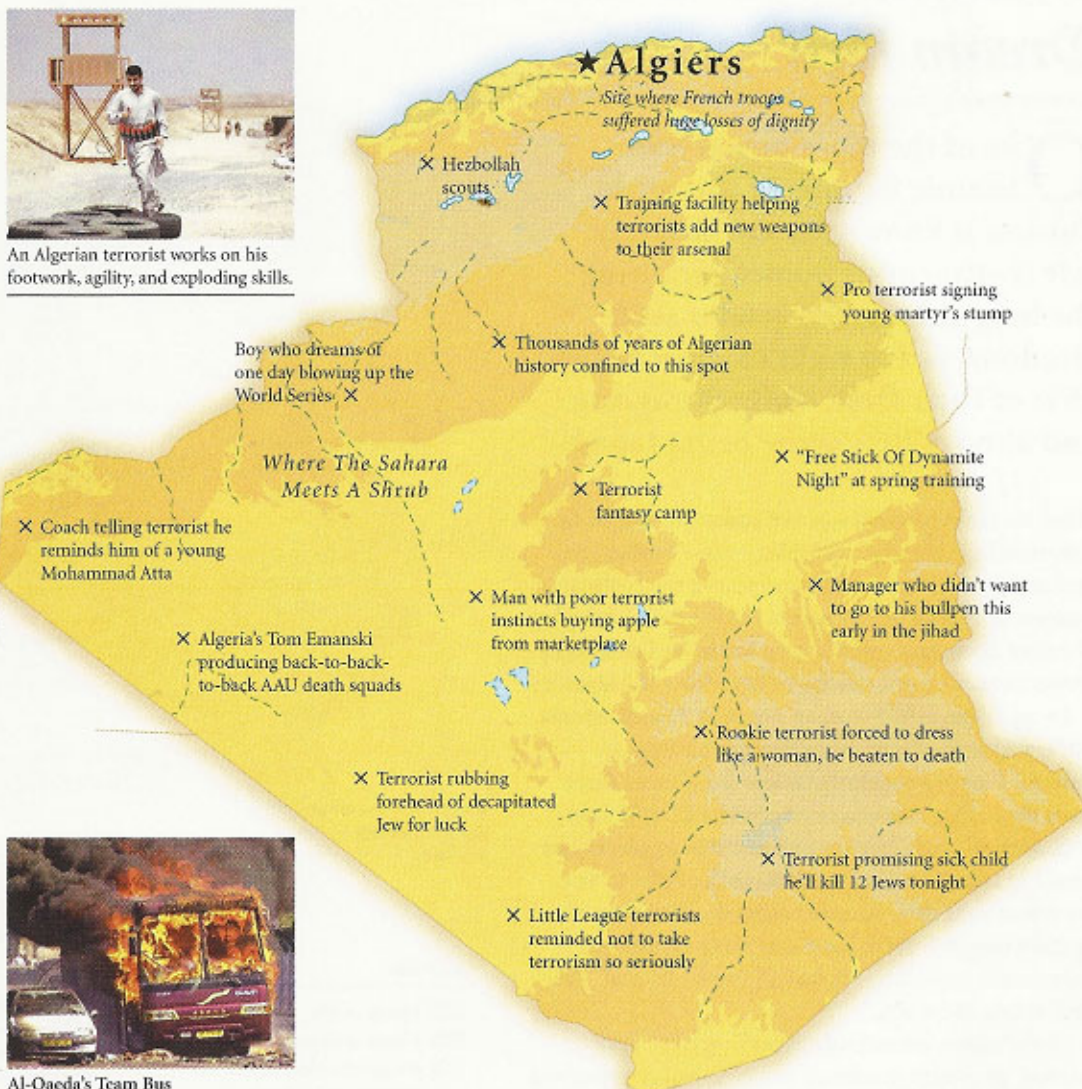 ★Algiers
Site where French troops
suffered huge losses of dignity
× Hezbollah
scouts
× Training facility helping
terrorists add new weapons
to their arsenal
An Algerian terrorist works on his
footwork, agility, and exploding skills.
× Pro terrorist signing
young martyr's stump
Boy who dreams of
one day blowing up the
World Series ×
× Thousands of years of Algerian
history confined to this spot
Where The Sahara
Meets A Shrub
× "Free Stick Of Dynamite
Night" at spring training
× Terrorist
fantasy camp
× Coach telling terrorist he
reminds him of a young
Mohammad Atta
× Man with poor terrorist
instincts buying apple
from marketplace
× Manager who didn't want
to go to his bullpen this
early in the jihad
× Algeria's Tom Emanski
producing back-to-back-
to-back AAU death squads
× Rookie terrorist forced to dress
like a woman, be beaten to death
× Terrorist rubbing
forehead of decapitated
Jew for luck
× Terrorist promising sick child
he'll kill 12 Jews tonight
× Little League terrorists
reminded not to take
terrorism so seriously
Al-Qaeda's Team Bus